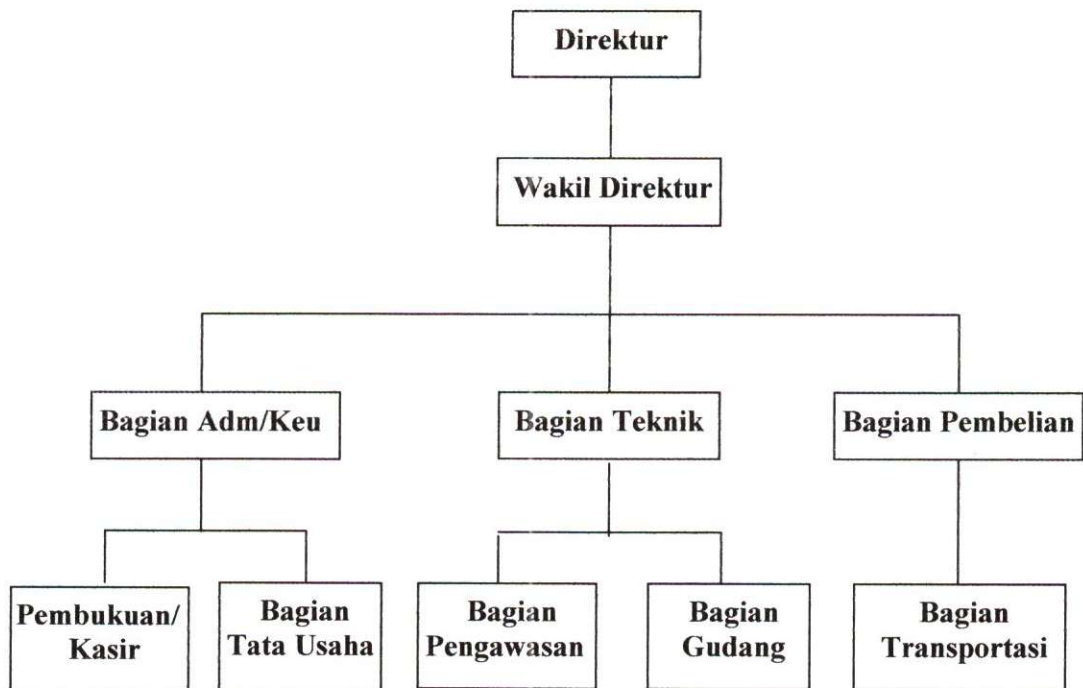 Direktur
Wakil Direktur
Bagian Adm/Keu
Bagian Teknik
Bagian Pembelian
Pembukuan/
Kasir
Bagian
Tata Usaha
Bagian
Pengawasan
Bagian
Gudang
Bagian
Transportasi